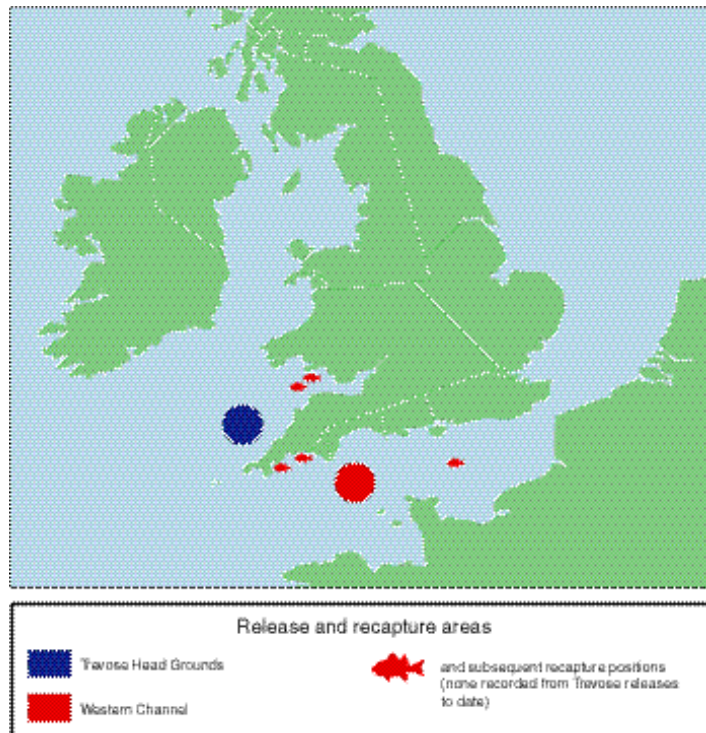 Release and recapture areas
Trevose Head Grounds
Western Channel
and subsequent recapture positions
(none recorded from Trevose releases
to date)